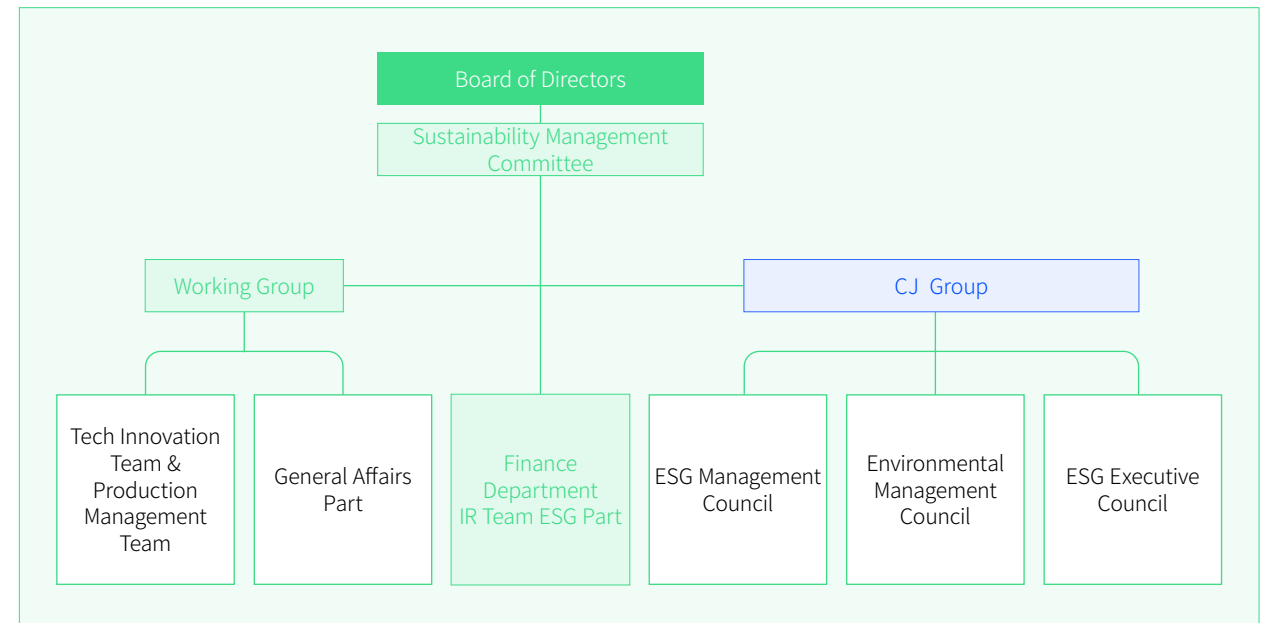 Board of Directors
Sustainability Management
Committee
Working Group
CJ Group
Tech Innovation
Team &
Production
Management
Team
General Affairs
Part
Finance
Department
IR Team ESG Part
ESG Management
Council
Environmental
Management
Council
ESG Executive
Council